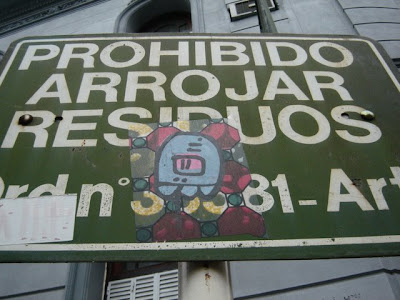 PROHIBIDO
ARROJAR
RESIDUOS
Ord.n° 81-Art